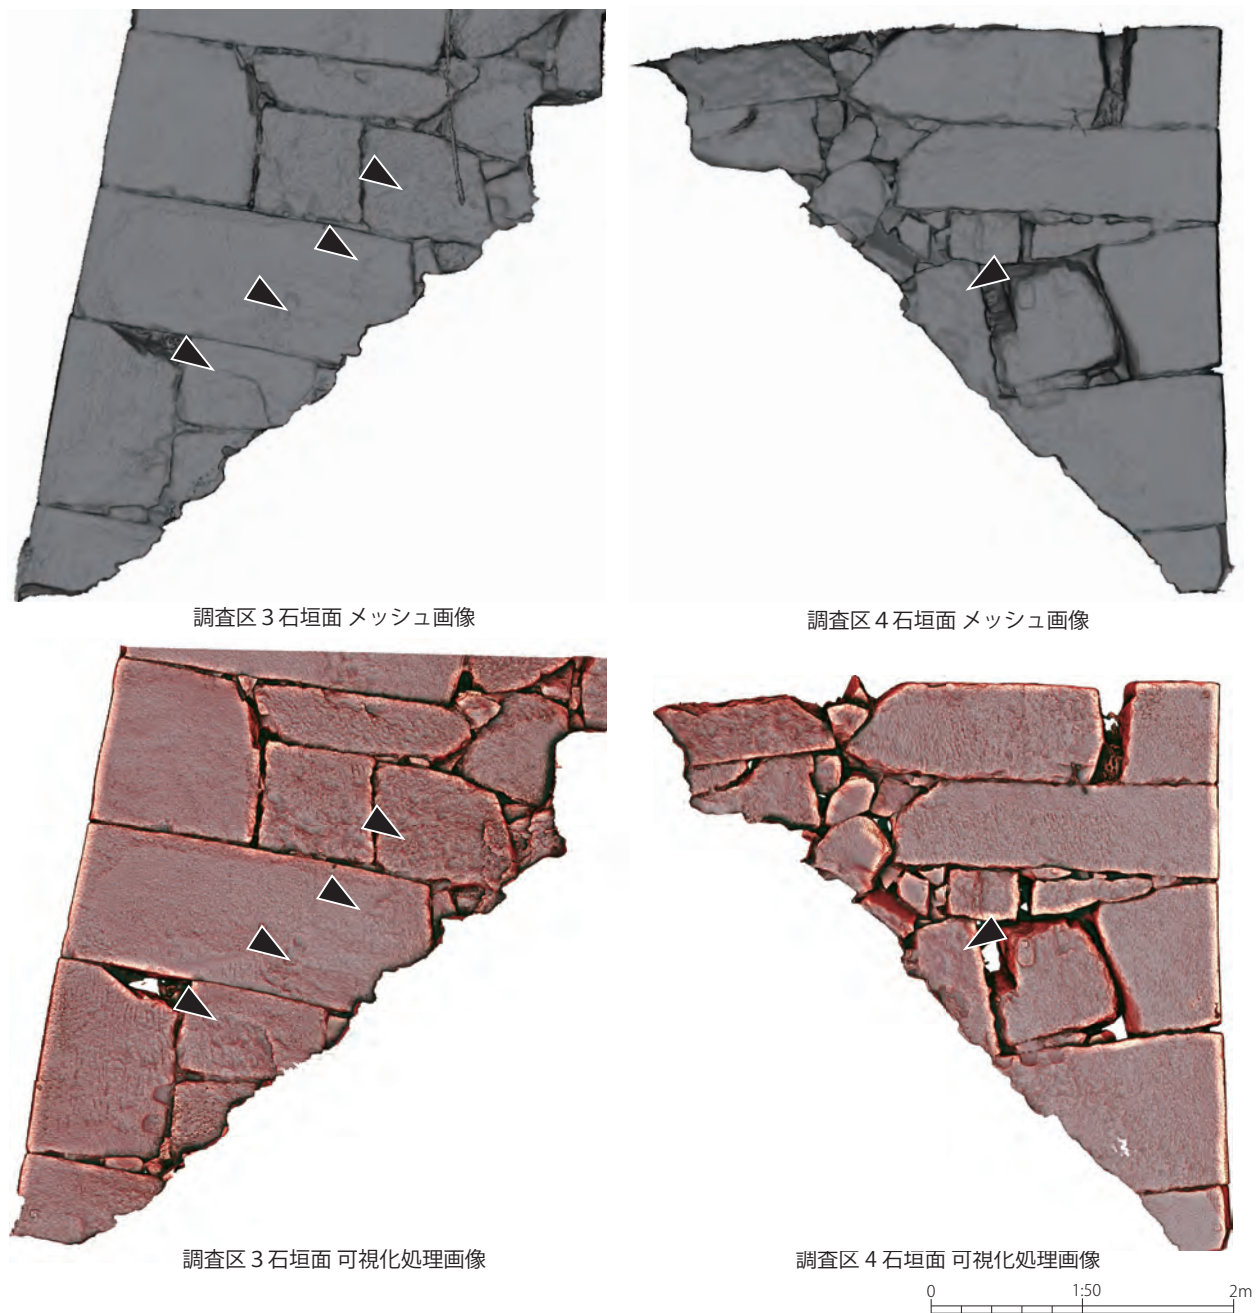 調査区３石垣面 メッシュ画像
調査区４石垣面 メッシュ画像
調査区３石垣面 可視化処理画像
調査区４石垣面 可視化処理画像
0 1:50 2m